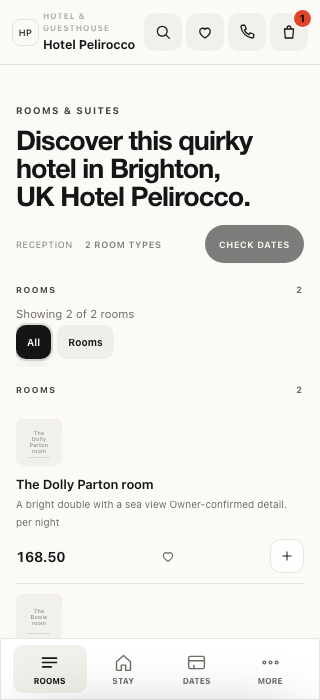 HP
HOTEL &
GUESTHOUSE
Hotel Pelirocco
1
ROOMS & SUITES
Discover this quirky
hotel in Brighton,
UK Hotel Pelirocco.
RECEPTION 2 ROOM TYPES CHECK DATES
ROOMS 2
Showing 2 of 2 rooms
All Rooms
ROOMS 2
The
Dolly
Parton
room
The Dolly Parton room
A bright double with a sea view Owner-confirmed detail.
per night
168.50
The
Bowie
room
ROOMS STAY DATES MORE